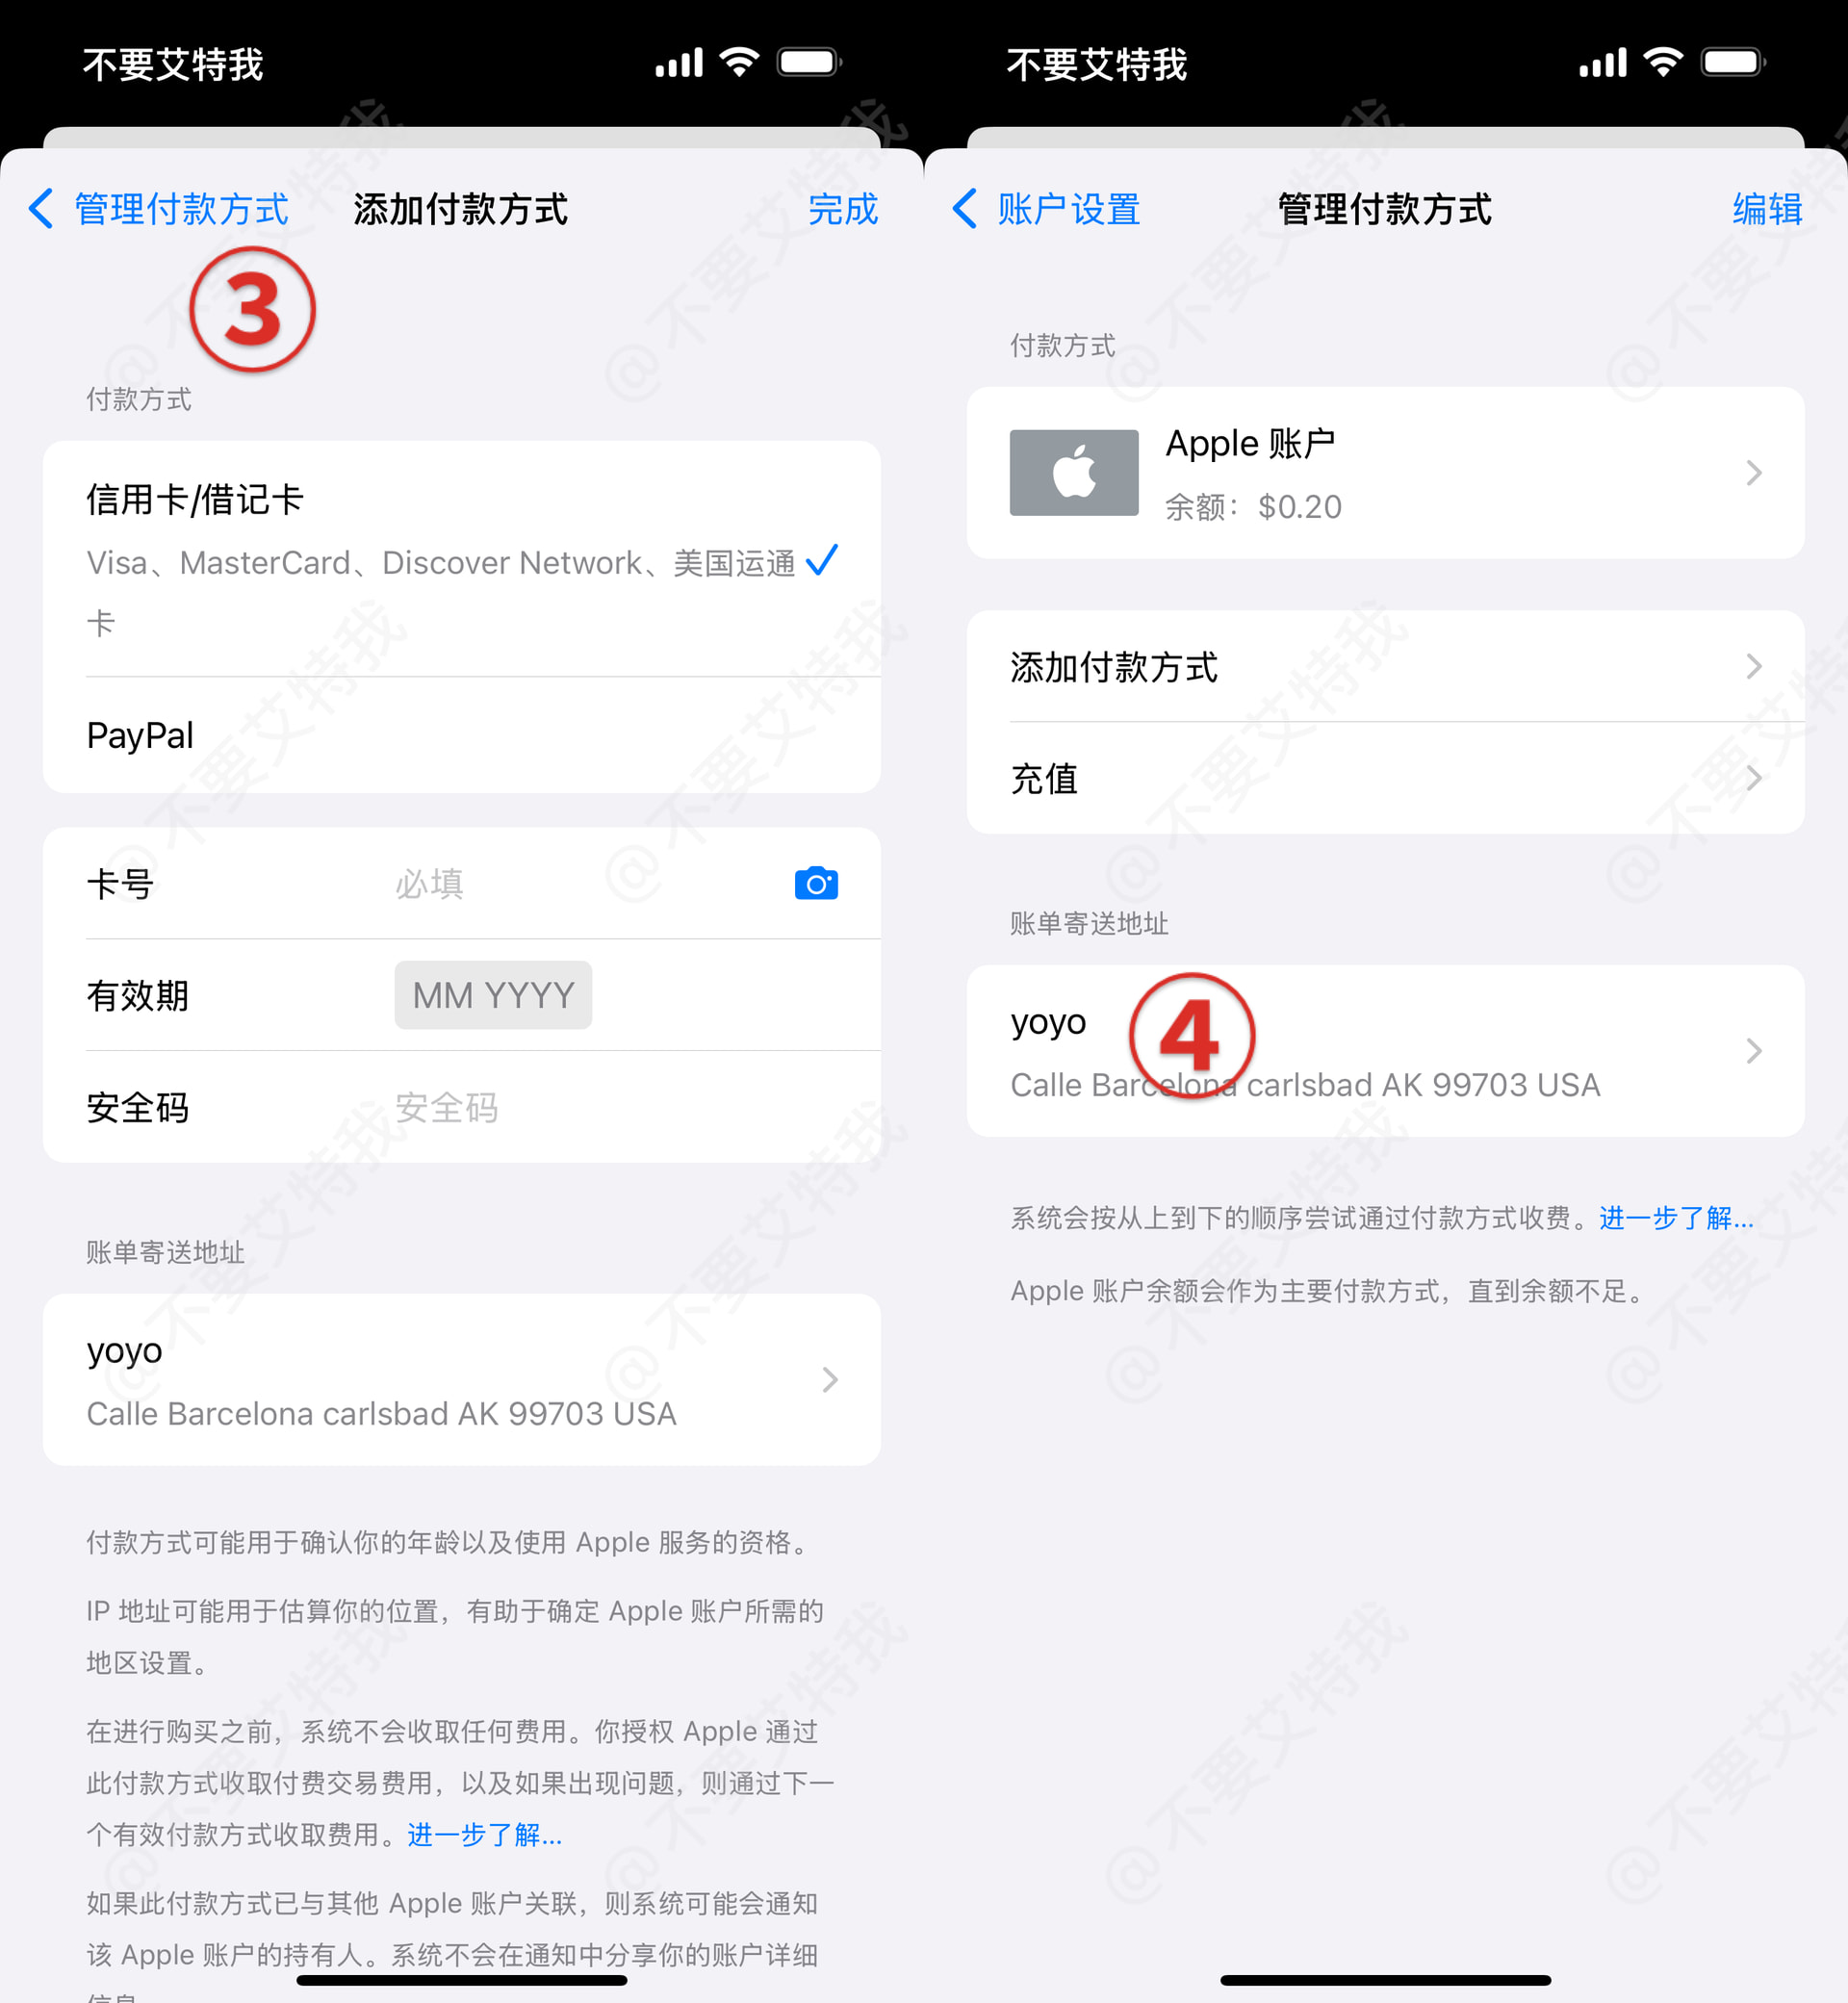 不要艾特我
管理付款方式
添加付款方式
完成
3
付款方式
信用卡/借记卡
Visa、MasterCard、Discover Network、美国运通
卡
PayPal
卡号 必填
有效期 MM YYYY
安全码 安全码
账单寄送地址
yoyo
Calle Barcelona carlsbad AK 99703 USA
付款方式可能用于确认你的年龄以及使用 Apple 服务的资格。
IP 地址可能用于估算你的位置，有助于确定 Apple 账户所需的
地区设置。
在进行购买之前，系统不会收取任何费用。你授权 Apple 通过
此付款方式收取付费交易费用，以及如果出现问题，则通过下一
个有效付款方式收取费用。进一步了解...
如果此付款方式已与其他 Apple 账户关联，则系统可能会通知
该 Apple 账户的持有人。系统不会在通知中分享你的账户详细
不要艾特我
账户设置
管理付款方式
编辑
付款方式
Apple 账户
余额：$0.20
添加付款方式
充值
账单寄送地址
yoyo
4
Calle Barcelona carlsbad AK 99703 USA
系统会按从上到下的顺序尝试通过付款方式收费。进一步了解...
Apple 账户余额会作为主要付款方式，直到余额不足。
@不要艾特我